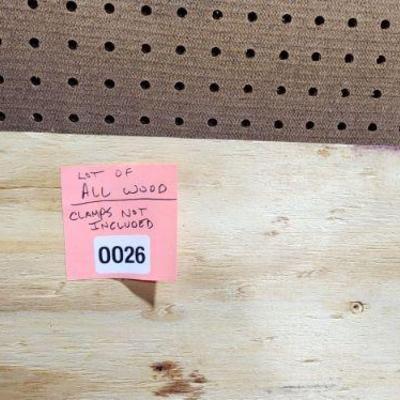 LOT OF
ALL WOOD
CLAMPS NOT
INCLUDED
0026